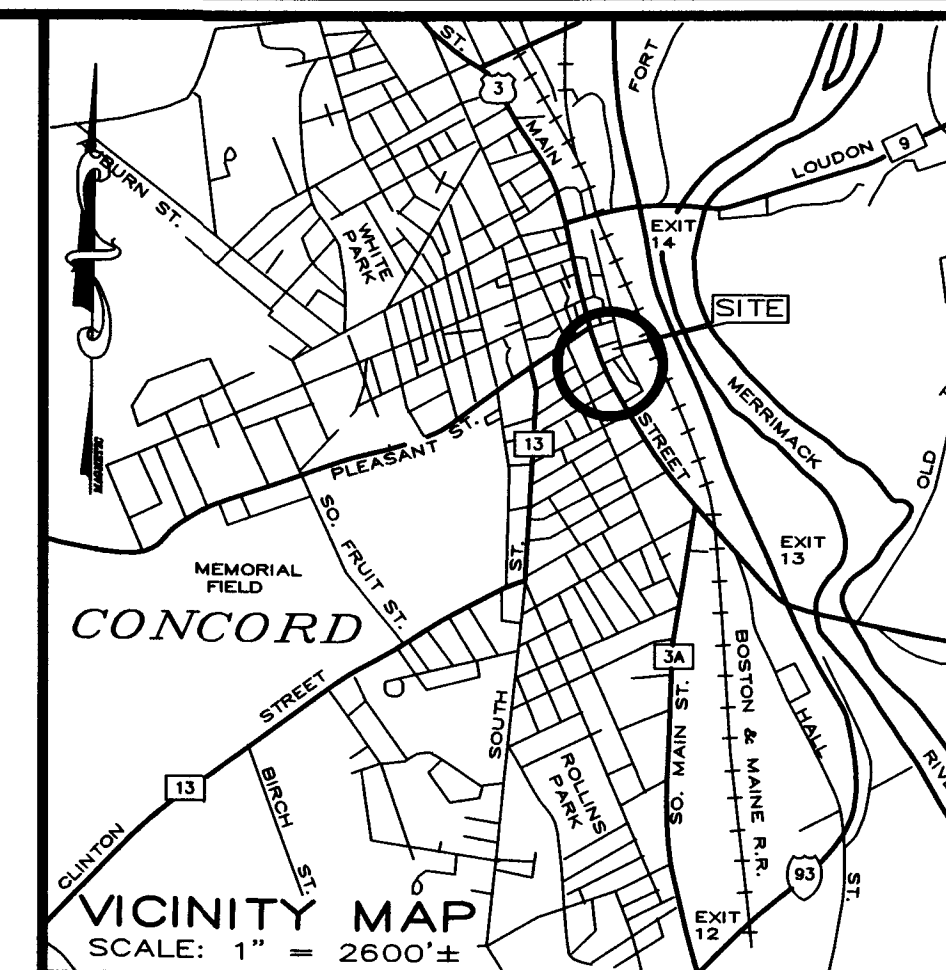 ST.
3
FORT
MAIN
LOUDON
9
AUBURN ST.
WHITE
PARK
EXIT
14
SITE
MAGNETIC
MERRIMACK
STREET
13
PLEASANT ST.
OLD
SO. FRUIT ST.
ST.
EXIT
13
MEMORIAL
FIELD
CONCORD
3A
BOSTON & MAINE R.R.
STREET
SOUTH
SO. MAIN ST.
HALL
ROLLINS
PARK
13
BIRCH ST.
CLINTON
93
ST.
EXIT
12
VICINITY MAP
SCALE: 1" = 2600'±